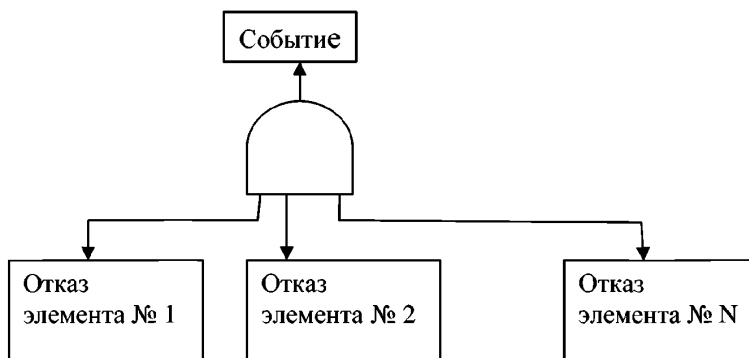 Событие
Отказ
элемента № 1
Отказ
элемента № 2
Отказ
элемента № N